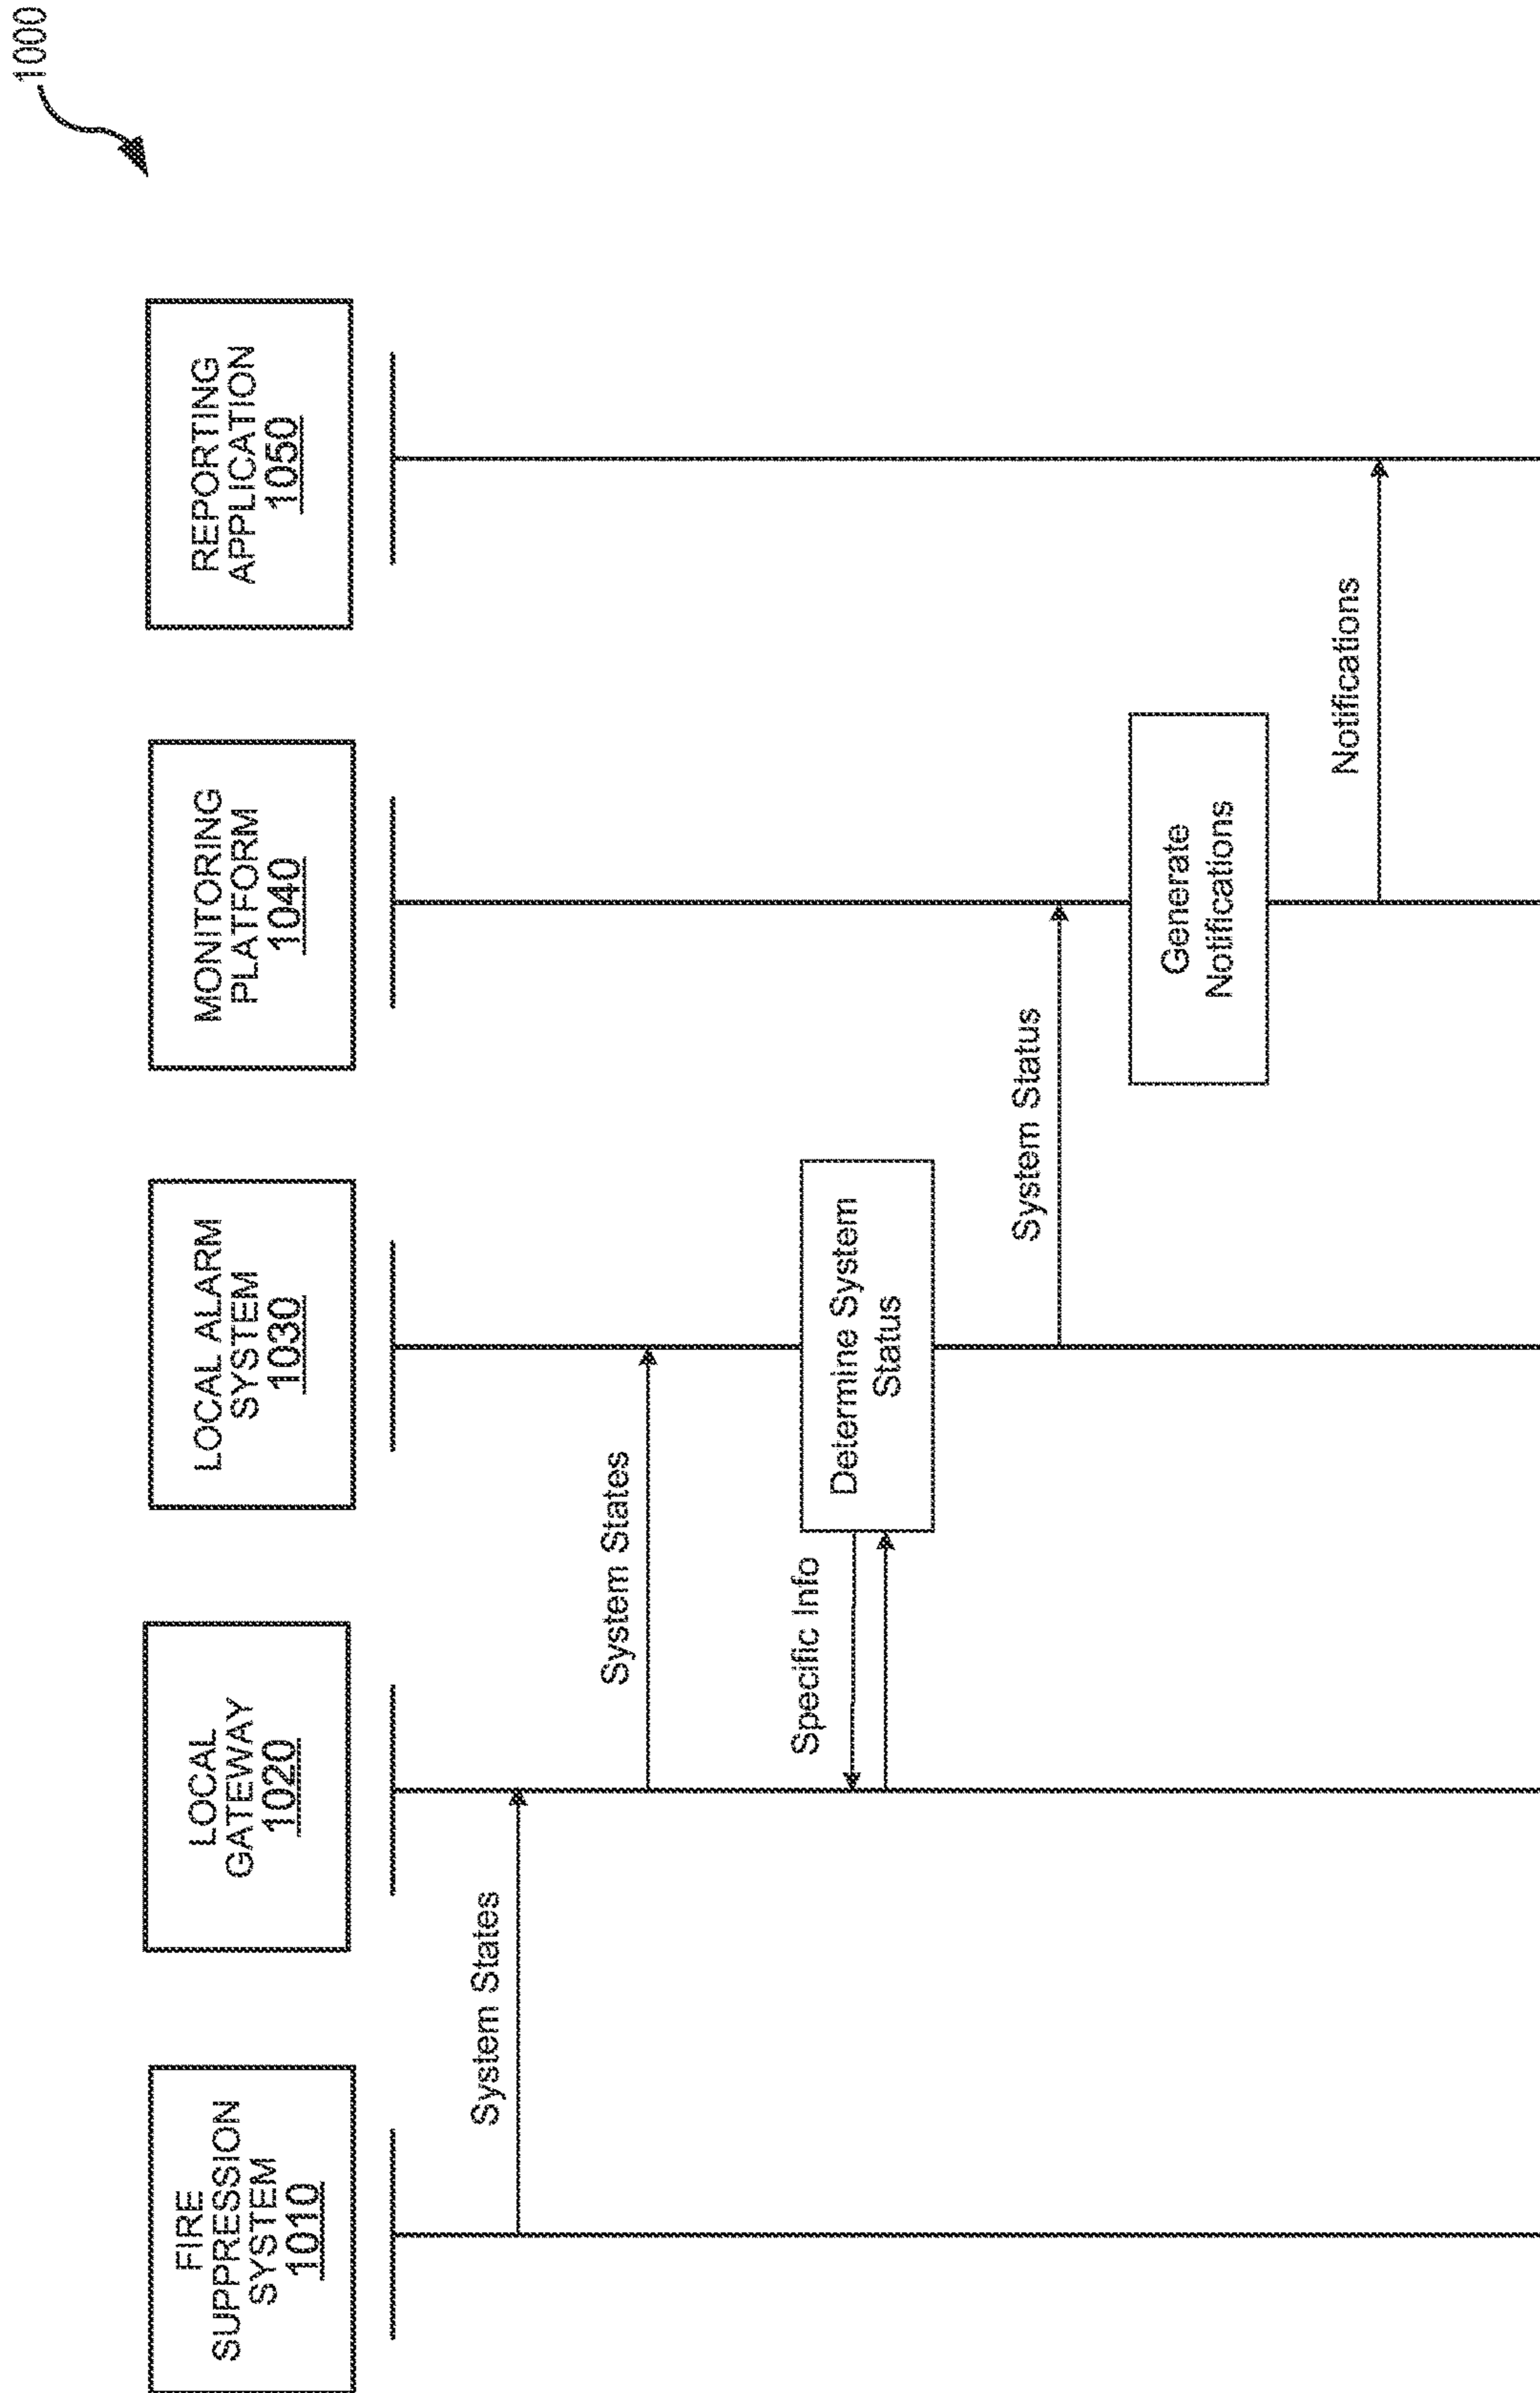 1000
FIRE
SUPPRESSION
SYSTEM
1010
LOCAL
GATEWAY
1020
LOCAL ALARM
SYSTEM
1030
MONITORING
PLATFORM
1040
REPORTING
APPLICATION
1050
System States
System States
Specific Info
Determine System
Status
System Status
Generate
Notifications
Notifications